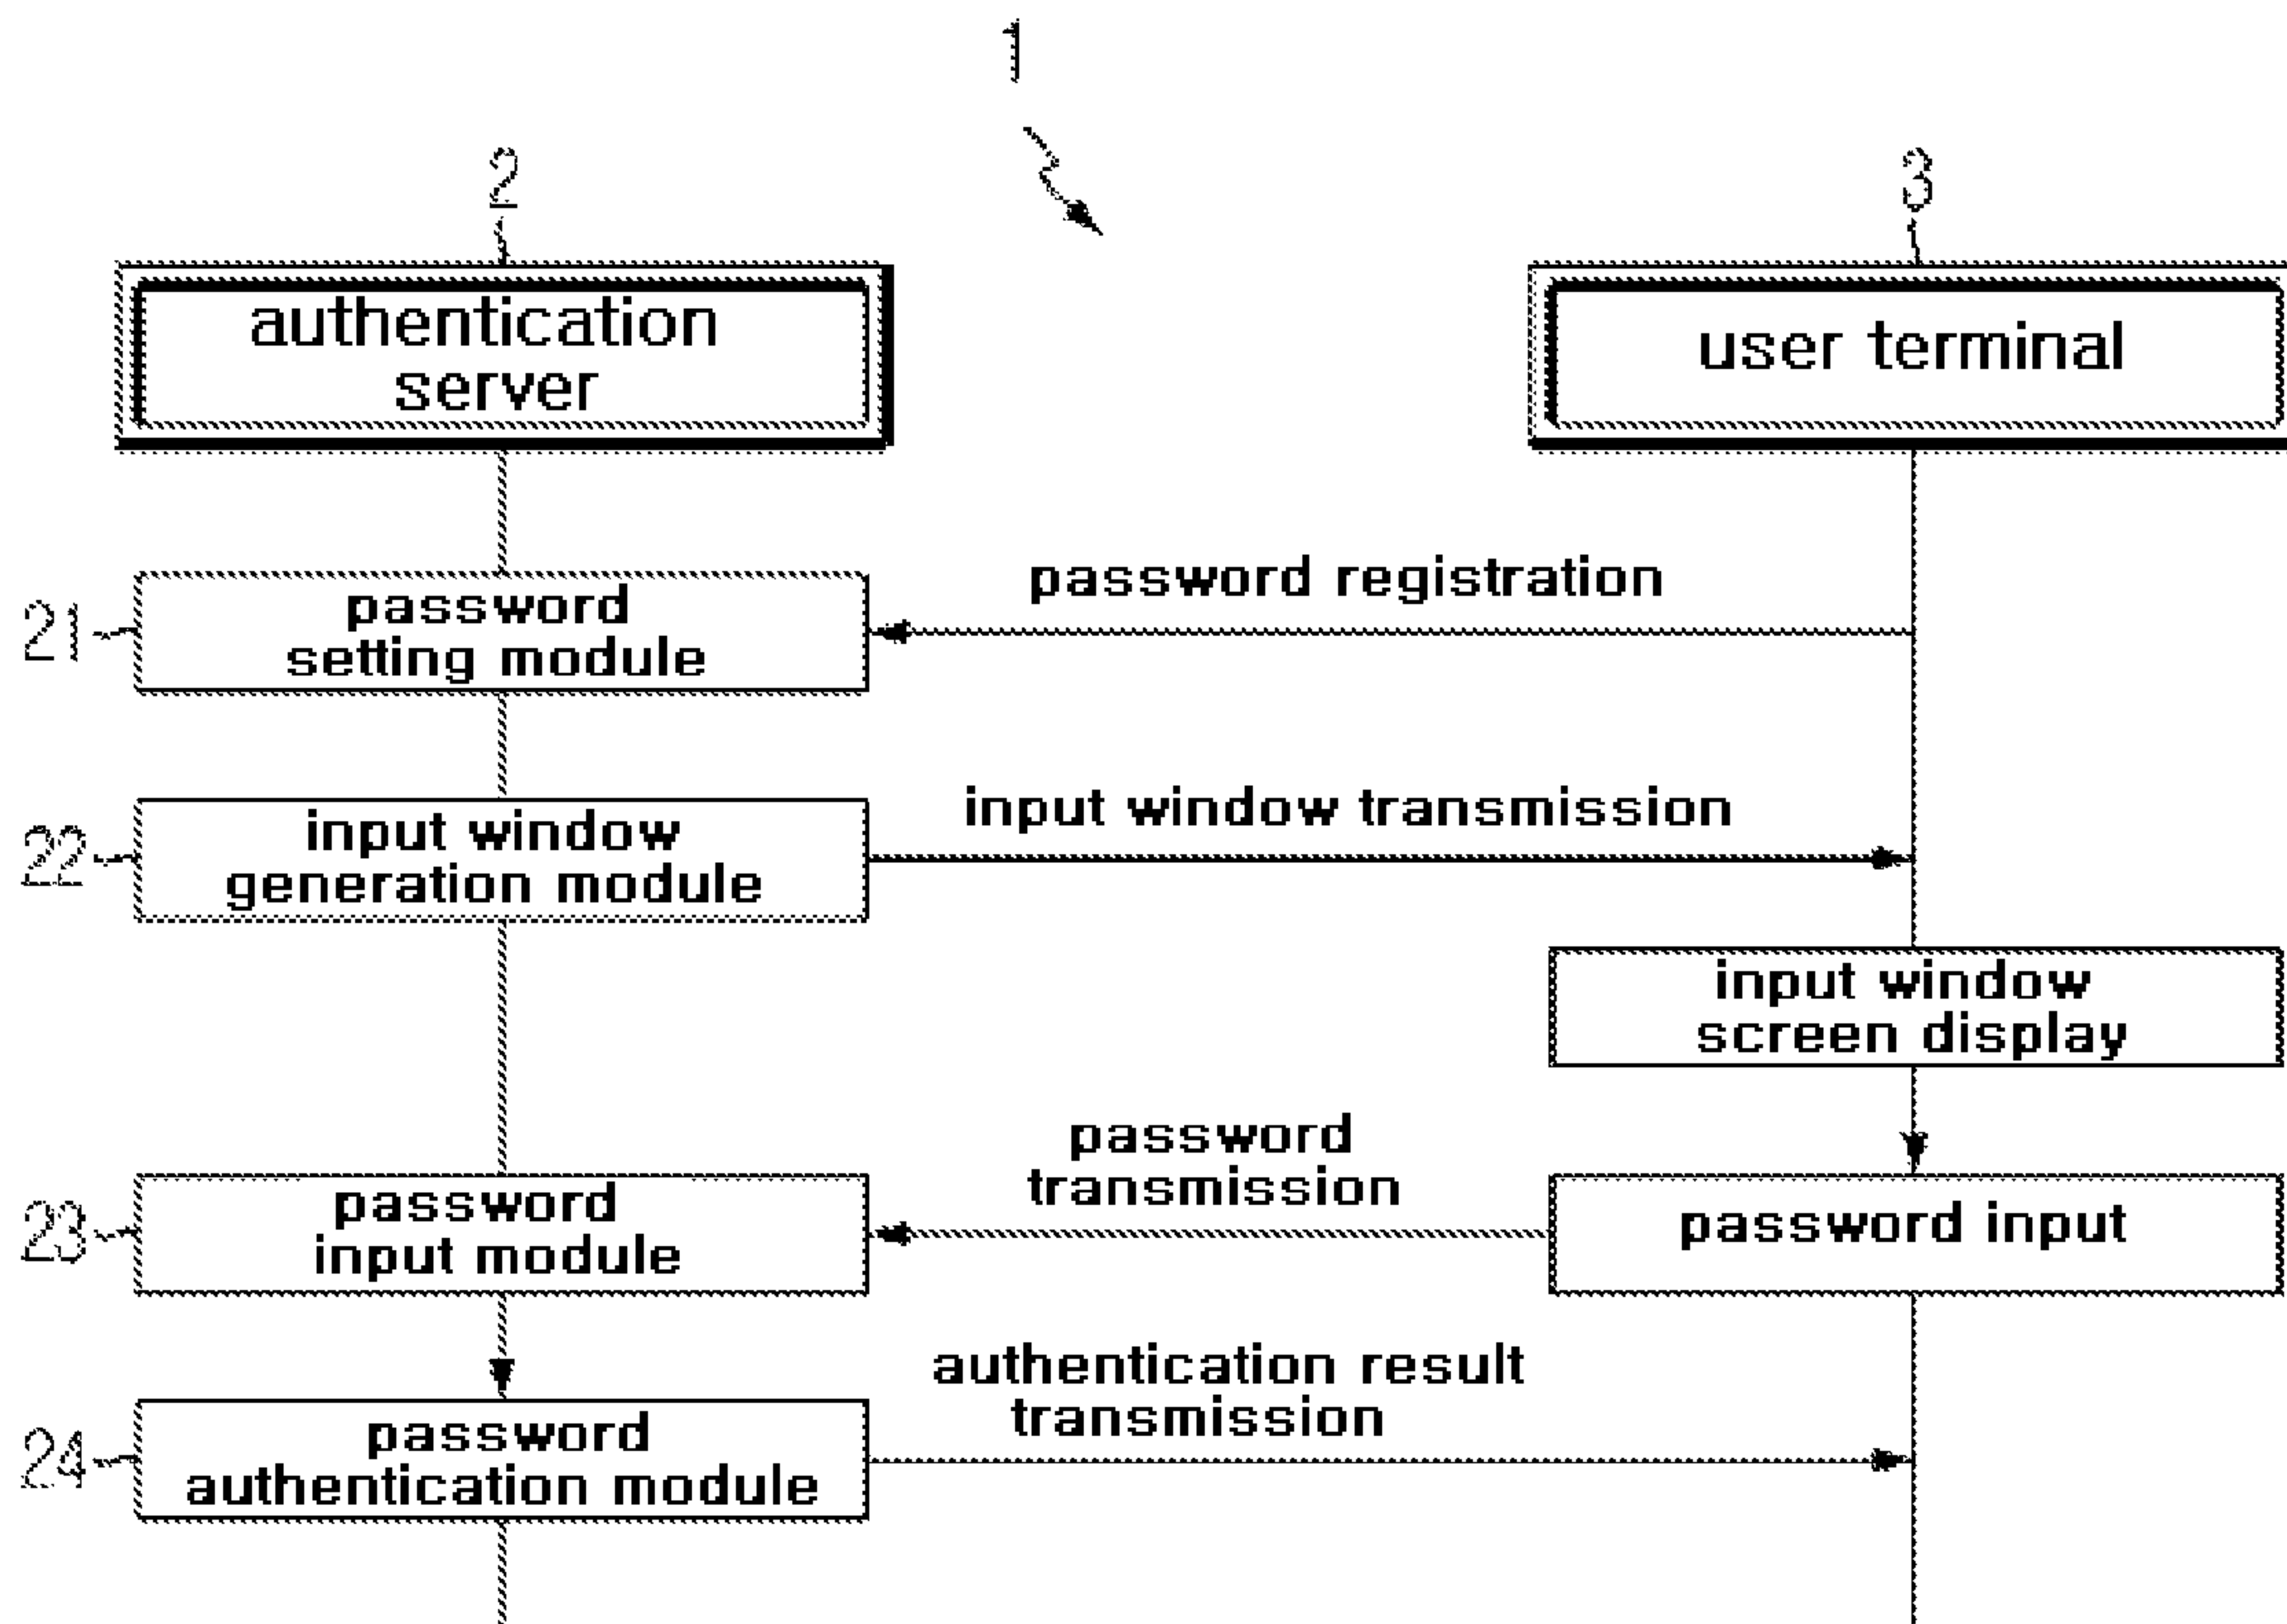 1
2
3
authentication
server
user terminal
password registration
21
password
setting module
input window transmission
22
input window
generation module
input window
screen display
password
transmission
23
password
input module
password input
authentication result
transmission
24
password
authentication module